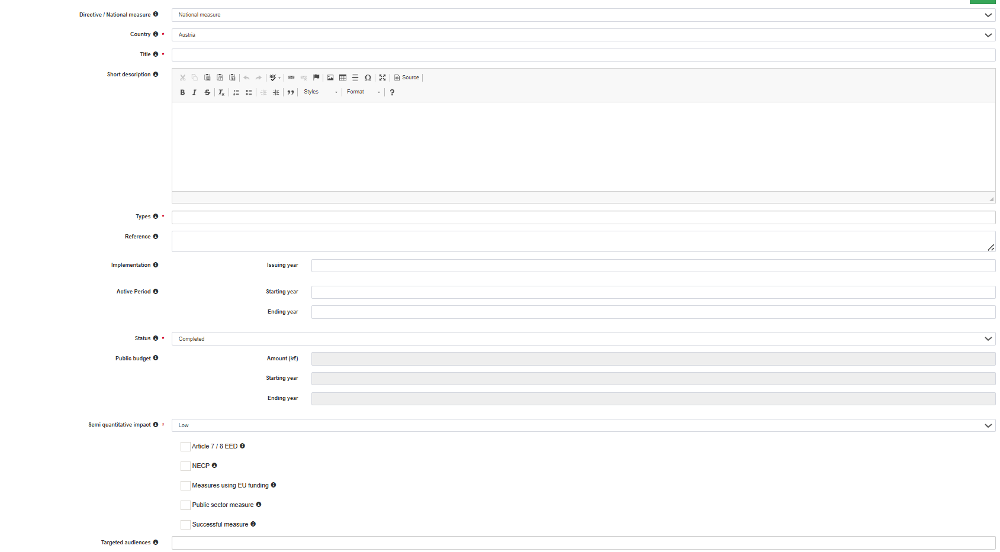 Directive / National measure
National measure
Country *
Austria
Title *
Short description
ABC
Source
B I S Tx
Styles
Format
?
Types *
Reference
Implementation
Issuing year
Active Period
Starting year
Ending year
Status *
Completed
Public budget
Amount (k€)
Starting year
Ending year
Semi quantitative impact *
Low
Article 7 / 8 EED
NECP
Measures using EU funding
Public sector measure
Successful measure
Targeted audiences